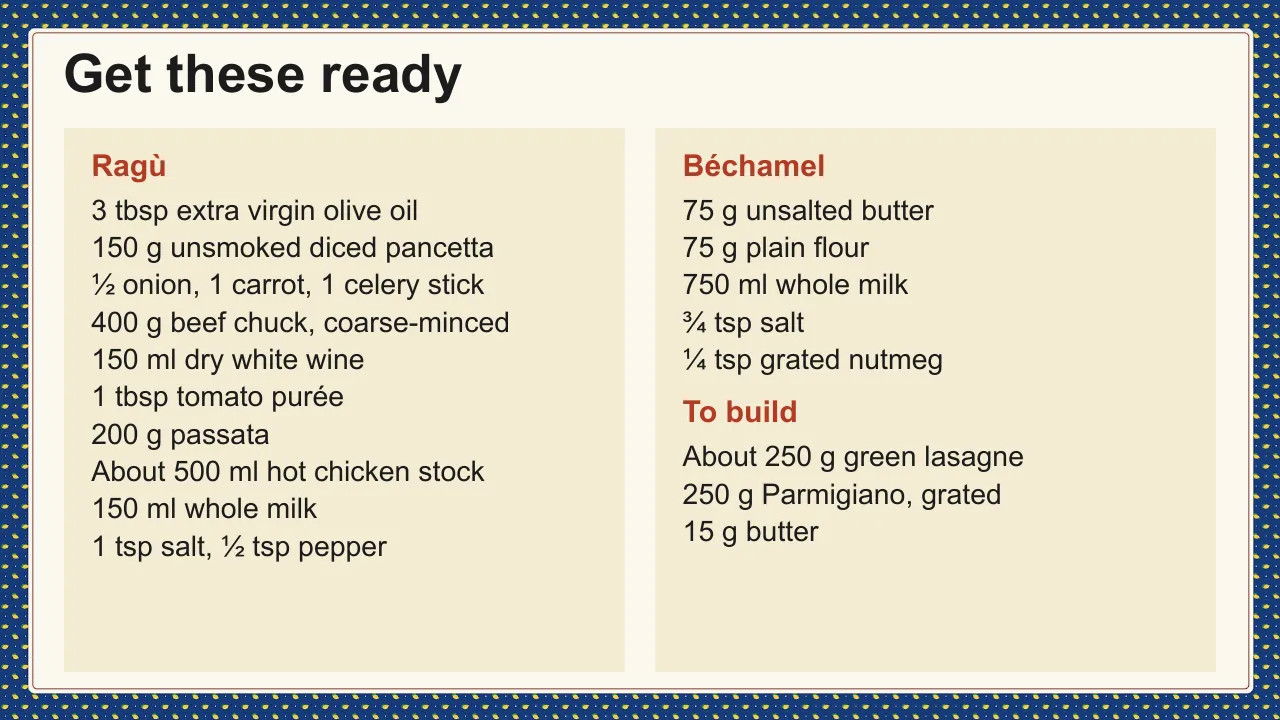 Get these ready
Ragù
3 tbsp extra virgin olive oil
150 g unsmoked diced pancetta
½ onion, 1 carrot, 1 celery stick
400 g beef chuck, coarse-minced
150 ml dry white wine
1 tbsp tomato purée
200 g passata
About 500 ml hot chicken stock
150 ml whole milk
1 tsp salt, ½ tsp pepper
Béchamel
75 g unsalted butter
75 g plain flour
750 ml whole milk
¾ tsp salt
¼ tsp grated nutmeg
To build
About 250 g green lasagne
250 g Parmigiano, grated
15 g butter